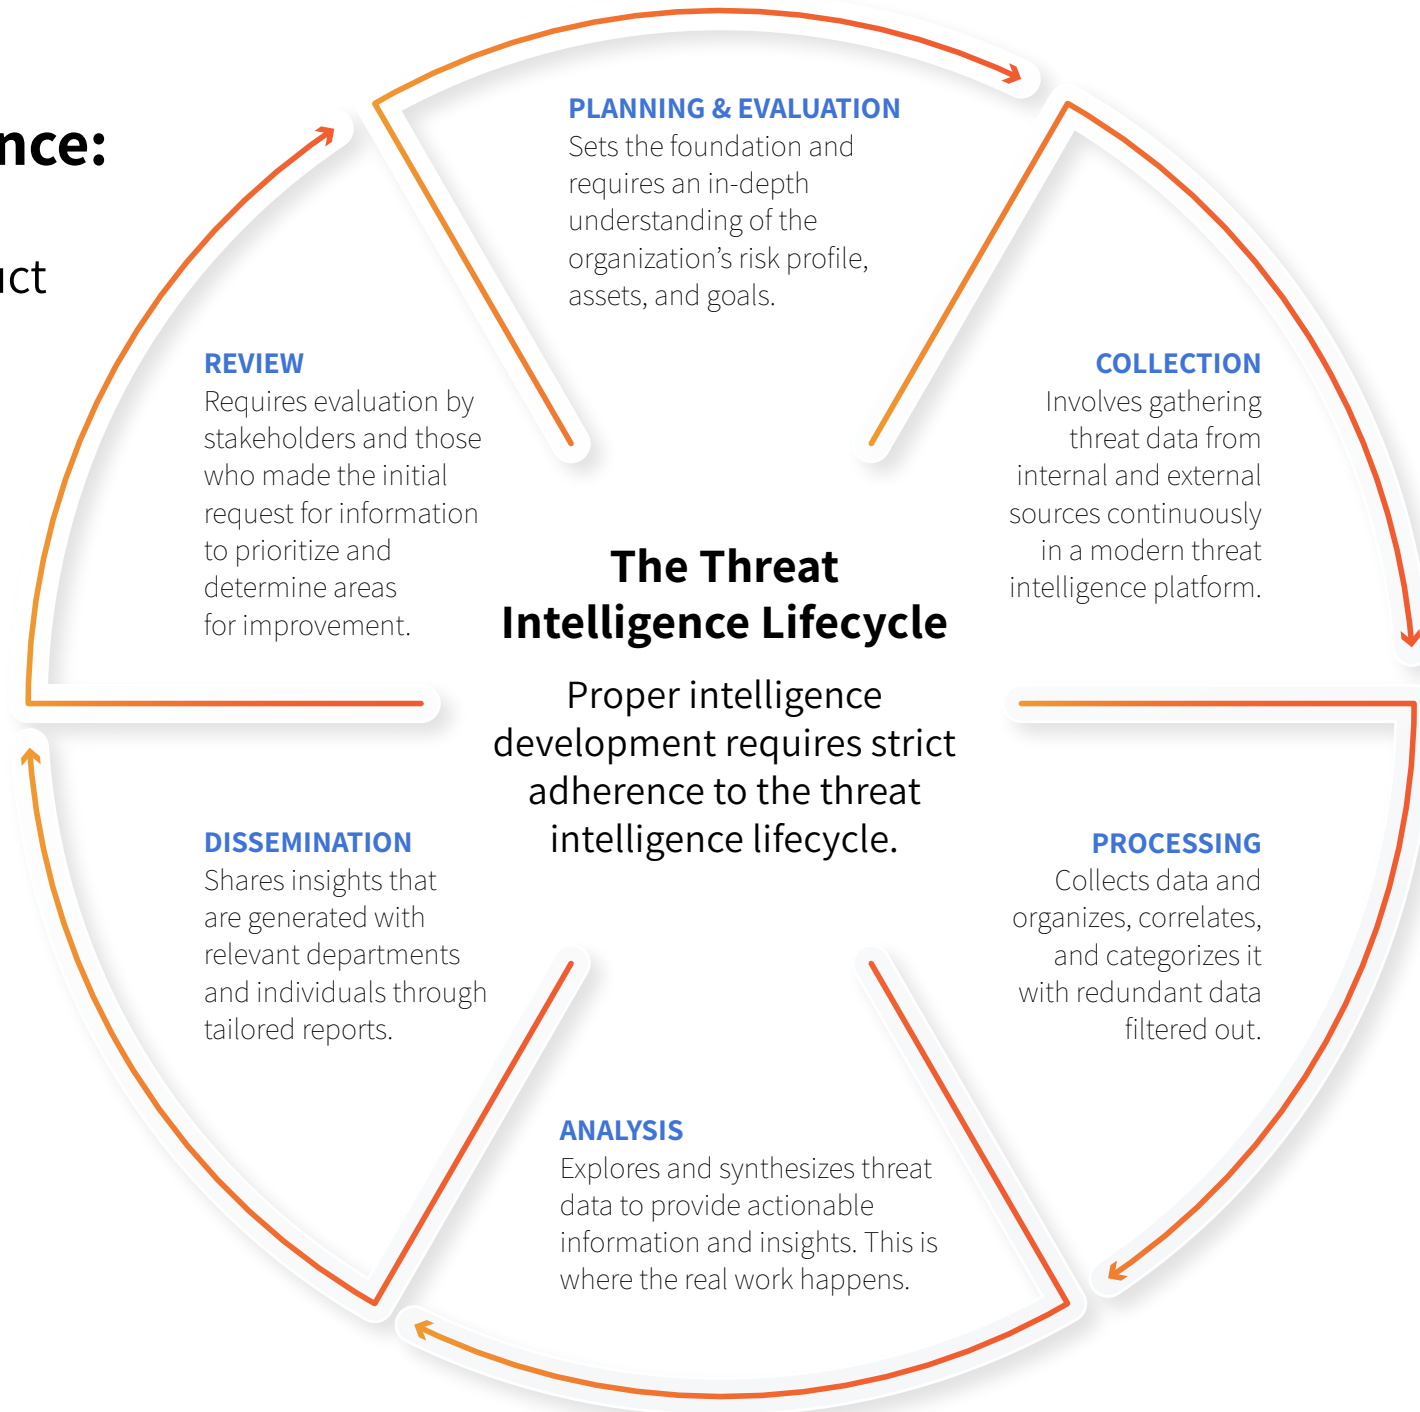 nce:
uct
PLANNING & EVALUATION
Sets the foundation and
requires an in-depth
understanding of the
organization’s risk profile,
assets, and goals.
COLLECTION
Involves gathering
threat data from
internal and external
sources continuously
in a modern threat
intelligence platform.
PROCESSING
Collects data and
organizes, correlates,
and categorizes it
with redundant data
filtered out.
ANALYSIS
Explores and synthesizes threat
data to provide actionable
information and insights. This is
where the real work happens.
DISSEMINATION
Shares insights that
are generated with
relevant departments
and individuals through
tailored reports.
REVIEW
Requires evaluation by
stakeholders and those
who made the initial
request for information
to prioritize and
determine areas
for improvement.
The Threat
Intelligence Lifecycle
Proper intelligence
development requires strict
adherence to the threat
intelligence lifecycle.